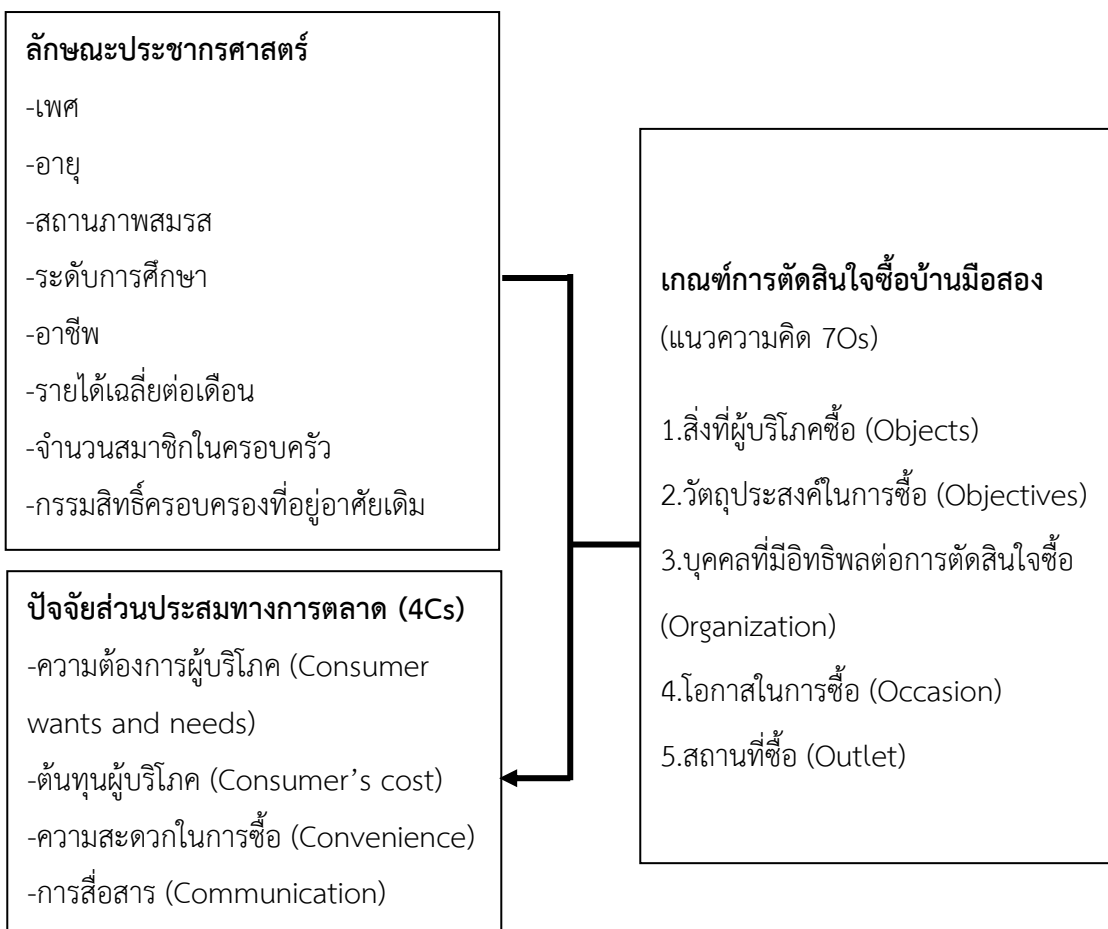 ลักษณะประชากรศาสตร์
-เพศ
-อายุ
-สถานภาพสมรส
-ระดับการศึกษา
-อาชีพ
-รายได้เฉลี่ยต่อเดือน
-จำนวนสมาชิกในครอบครัว
-กรรมสิทธิ์ครอบครองที่อยู่อาศัยเดิม
ปัจจัยส่วนประสมทางการตลาด (4Cs)
-ความต้องการผู้บริโภค (Consumer
wants and needs)
-ต้นทุนผู้บริโภค (Consumer’s cost)
-ความสะดวกในการซื้อ (Convenience)
-การสื่อสาร (Communication)
เกณฑ์การตัดสินใจซื้อบ้านมือสอง
(แนวความคิด 7Os)
1.สิ่งที่ผู้บริโภคซื้อ (Objects)
2.วัตถุประสงค์ในการซื้อ (Objectives)
3.บุคคลที่มีอิทธิพลต่อการตัดสินใจซื้อ
(Organization)
4.โอกาสในการซื้อ (Occasion)
5.สถานที่ซื้อ (Outlet)